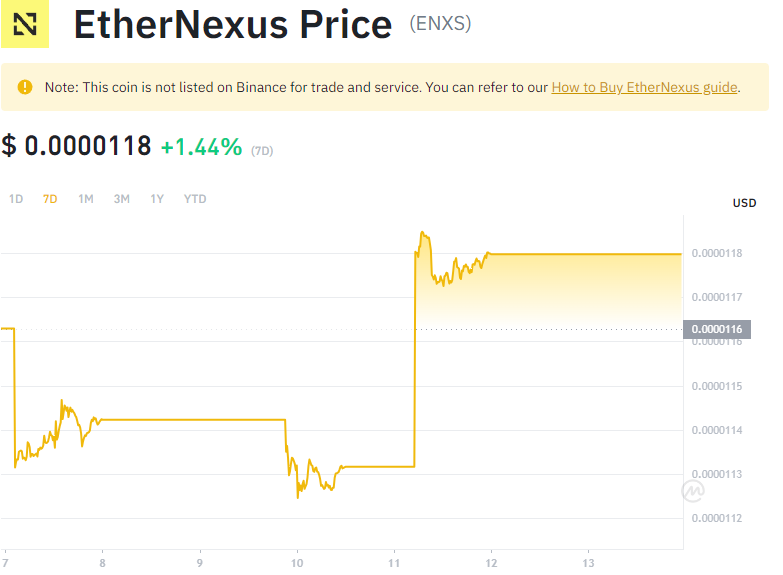 EtherNexus Price (ENXS)
Note: This coin is not listed on Binance for trade and service. You can refer to our How to Buy EtherNexus guide.
$ 0.0000118 +1.44% (7D)
1D 7D 1M 3M 1Y YTD
USD
0.0000118
0.0000117
0.0000116
0.0000116
0.0000115
0.0000114
0.0000113
0.0000112
7 8 9 10 11 12 13